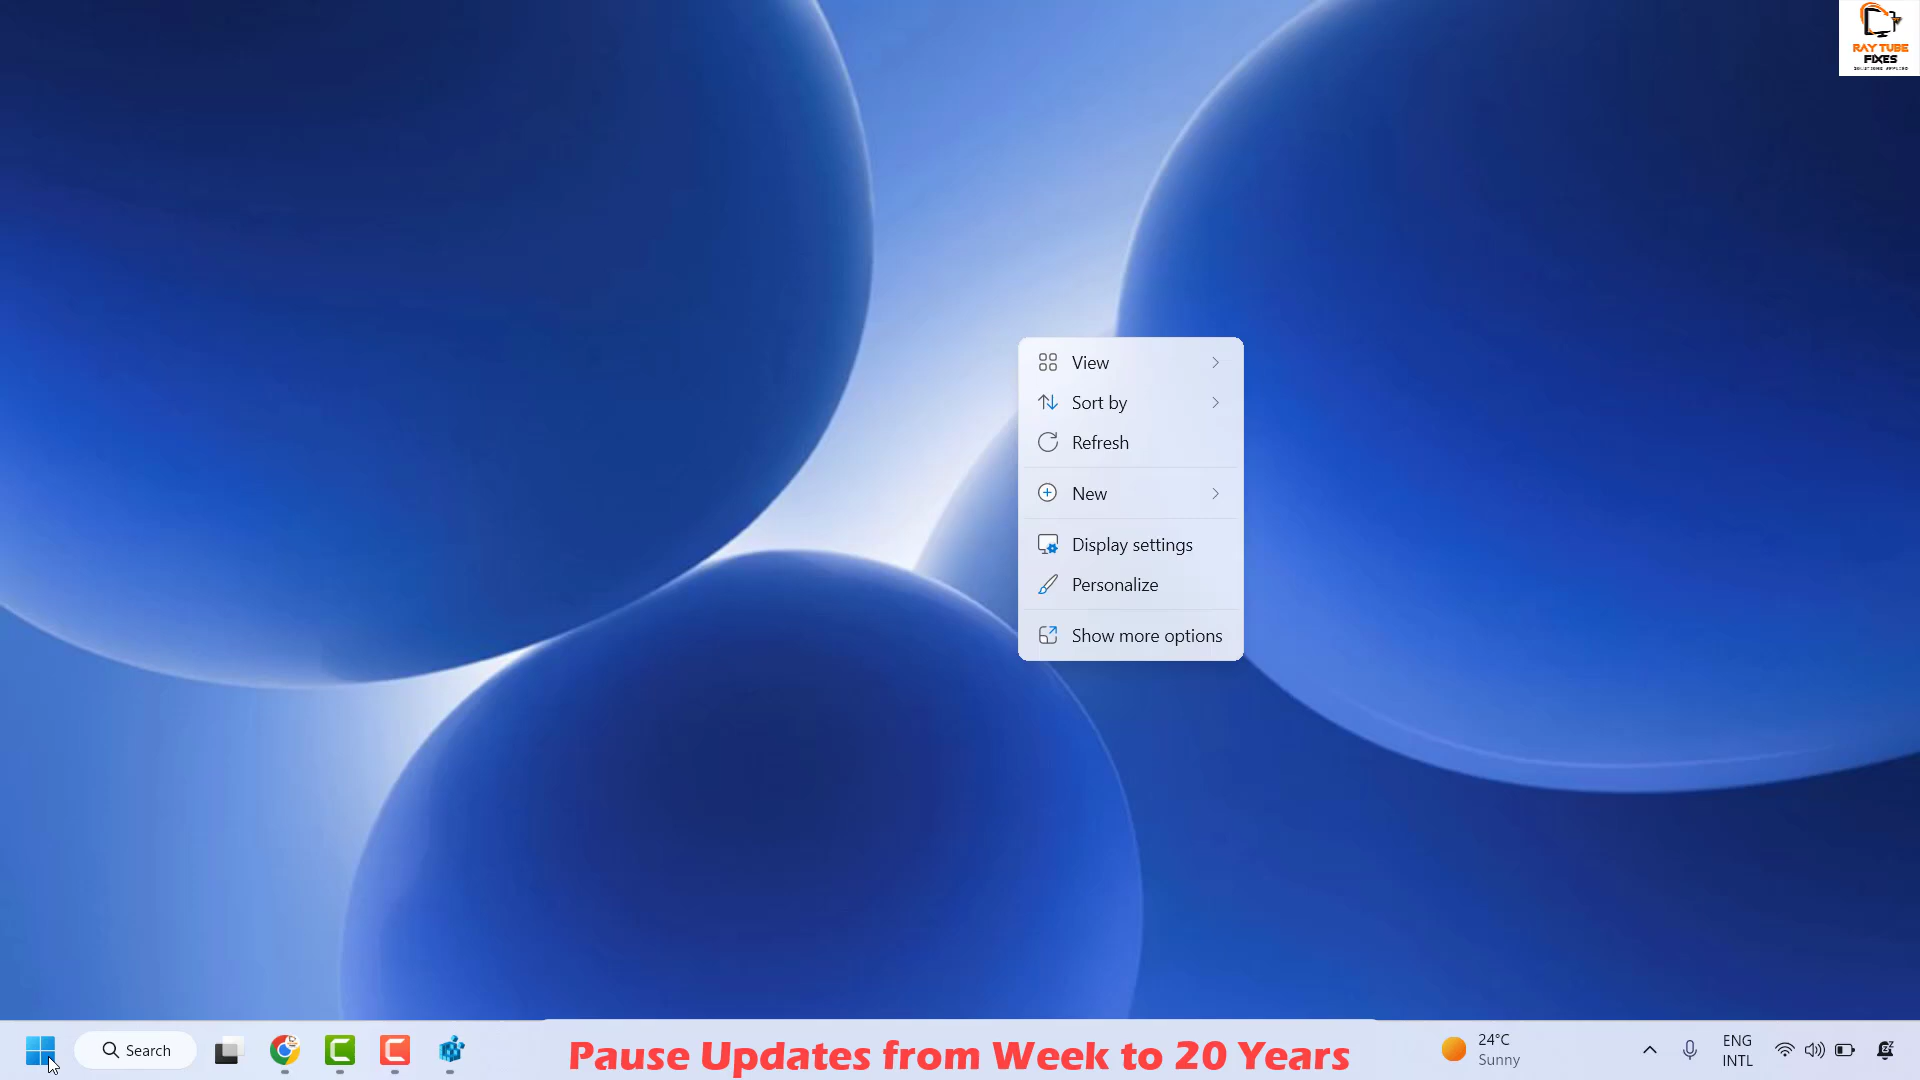 RAY TUBE
FIXES
View
Sort by
Refresh
New
Display settings
Personalize
Show more options
Search
Pause Updates from Week to 20 Years
24°C
Sunny
ENG
INTL